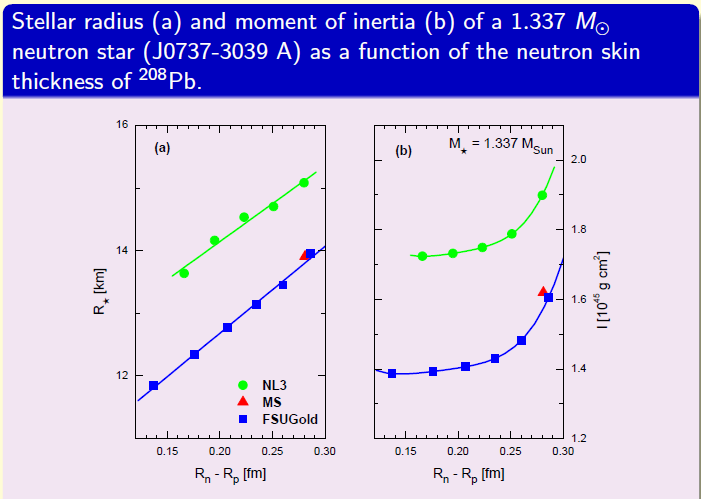 Stellar radius (a) and moment of inertia (b) of a 1.337 M⊙
neutron star (J0737-3039 A) as a function of the neutron skin
thickness of ²⁰⁸Pb.
16
14
12
R⋆ [km]
(a)
NL3
MS
FSUGold
0.15 0.20 0.25 0.30
Rn - Rp [fm]
(b)
M⋆ = 1.337 MSun
2.0
1.8
1.6
1.4
1.2
I [10⁴⁵ g cm²]
0.15 0.20 0.25 0.30
Rn - Rp [fm]